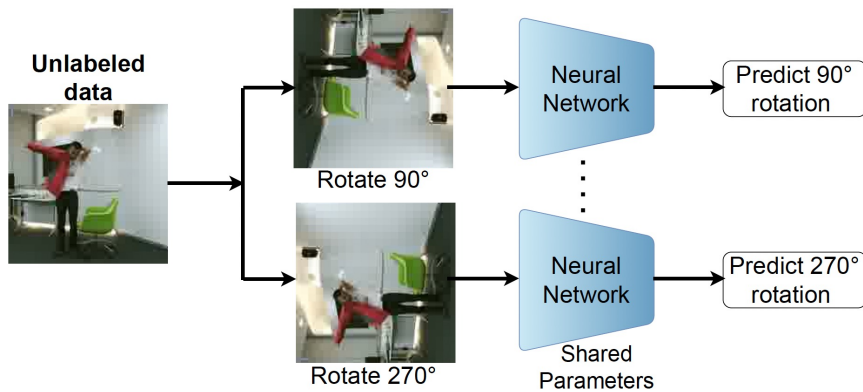 Unlabeled
data
Rotate 90°
Neural
Network
Predict 90°
rotation
Rotate 270°
Neural
Network
Predict 270°
rotation
Shared
Parameters